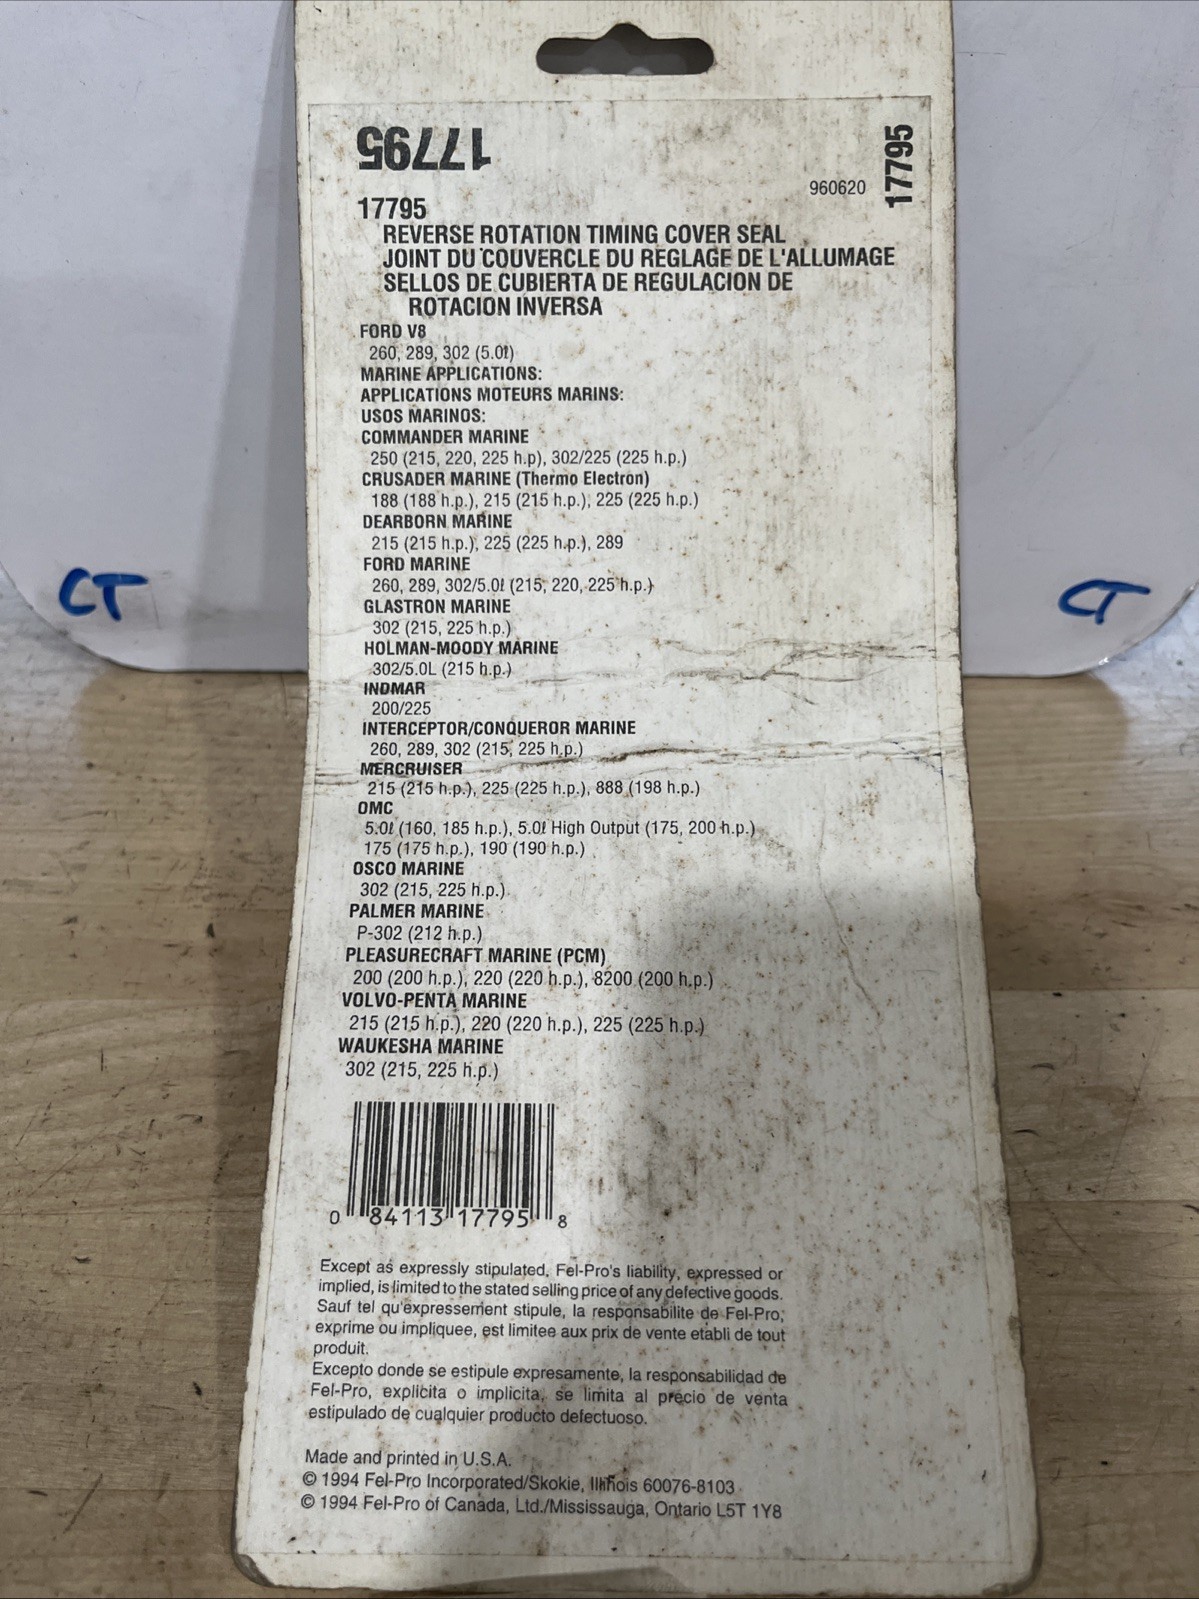 17795
17795
960620
17795
REVERSE ROTATION TIMING COVER SEAL
JOINT DU COUVERCLE DU REGLAGE DE L'ALLUMAGE
SELLOS DE CUBIERTA DE REGULACION DE
ROTACION INVERSA
FORD V8
260, 289, 302 (5.0ℓ)
MARINE APPLICATIONS:
APPLICATIONS MOTEURS MARINS:
USOS MARINOS:
COMMANDER MARINE
250 (215, 220, 225 h.p), 302/225 (225 h.p.)
CRUSADER MARINE (Thermo Electron)
188 (188 h.p.), 215 (215 h.p.), 225 (225 h.p.)
DEARBORN MARINE
215 (215 h.p.), 225 (225 h.p.), 289
FORD MARINE
260, 289, 302/5.0ℓ (215, 220, 225 h.p.)
GLASTRON MARINE
302 (215, 225 h.p.)
HOLMAN-MOODY MARINE
302/5.0L (215 h.p.)
INDMAR
200/225
INTERCEPTOR/CONQUEROR MARINE
260, 289, 302 (215, 225 h.p.)
MERCRUISER
215 (215 h.p.), 225 (225 h.p.), 888 (198 h.p.)
OMC
5.0ℓ (160, 185 h.p.), 5.0ℓ High Output (175, 200 h.p.)
175 (175 h.p.), 190 (190 h.p.)
OSCO MARINE
302 (215, 225 h.p.)
PALMER MARINE
P-302 (212 h.p.)
PLEASURECRAFT MARINE (PCM)
200 (200 h.p.), 220 (220 h.p.), 8200 (200 h.p.)
VOLVO-PENTA MARINE
215 (215 h.p.), 220 (220 h.p.), 225 (225 h.p.)
WAUKESHA MARINE
302 (215, 225 h.p.)
0 84113 17795 8
Except as expressly stipulated, Fel-Pro's liability, expressed or
implied, is limited to the stated selling price of any defective goods.
Sauf tel qu'expressement stipule, la responsabilite de Fel-Pro,
exprime ou impliquee, est limitee aux prix de vente etabli de tout
produit.
Excepto donde se estipule expresamente, la responsabilidad de
Fel-Pro, explicita o implicita, se limita al precio de venta
estipulado de cualquier producto defectuoso.
Made and printed in U.S.A.
© 1994 Fel-Pro Incorporated/Skokie, Illinois 60076-8103
© 1994 Fel-Pro of Canada, Ltd./Mississauga, Ontario L5T 1Y8
CT
CT